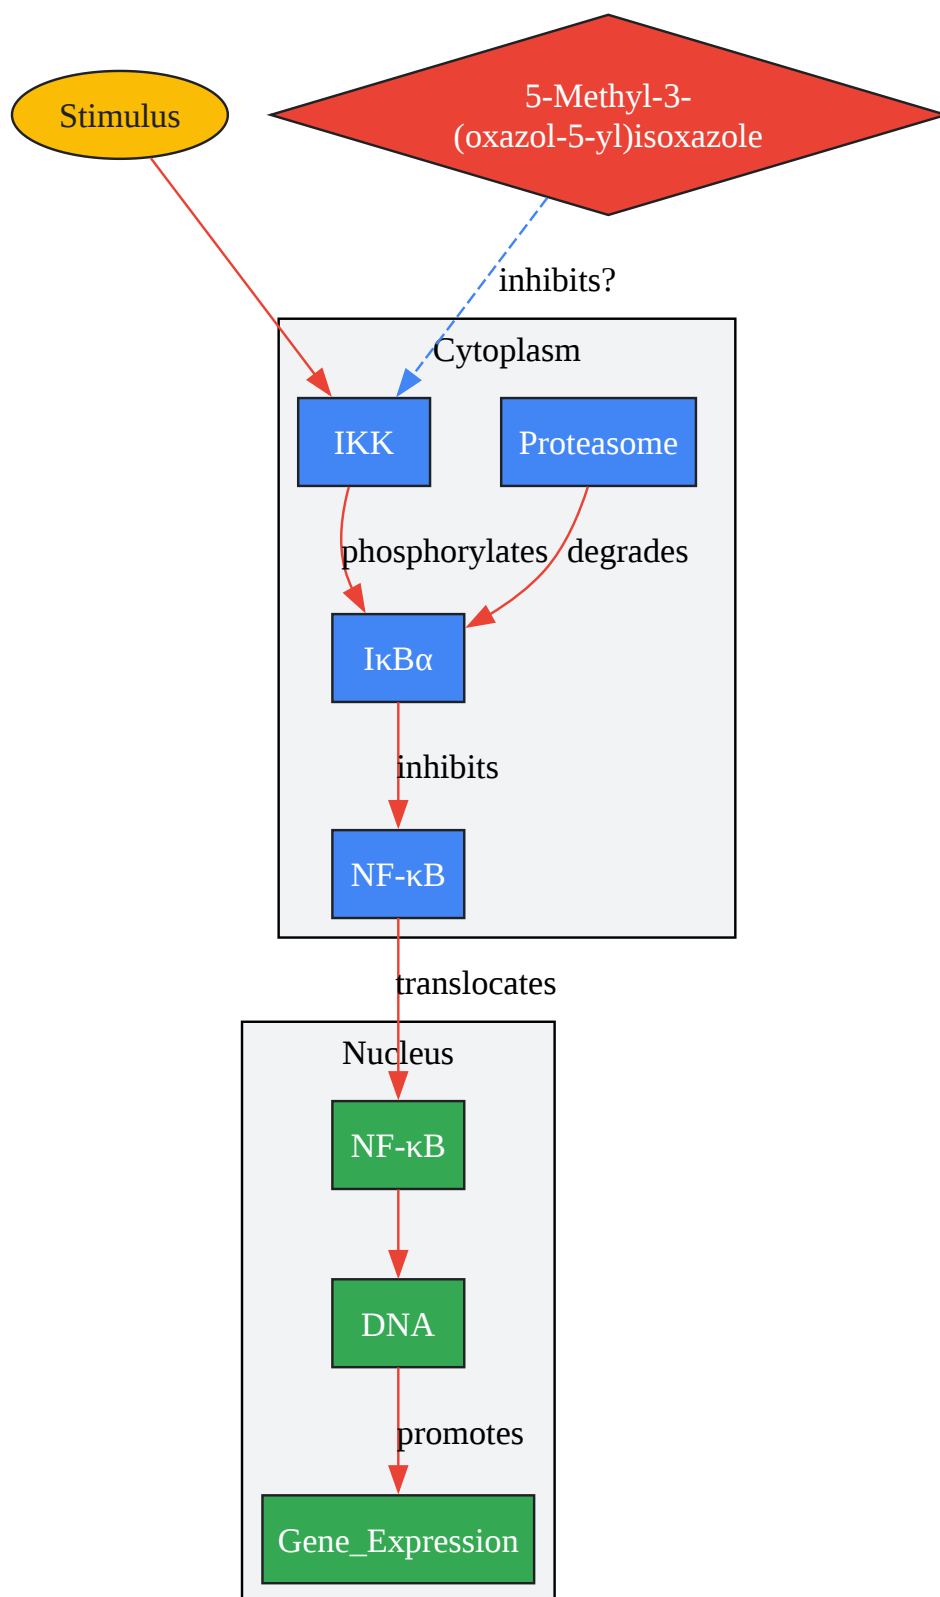 Stimulus
5-Methyl-3-
(oxazol-5-yl)isoxazole
inhibits?
Cytoplasm
IKK
Proteasome
phosphorylates
degrades
IκBα
inhibits
NF-κB
translocates
Nucleus
NF-κB
DNA
promotes
Gene_Expression